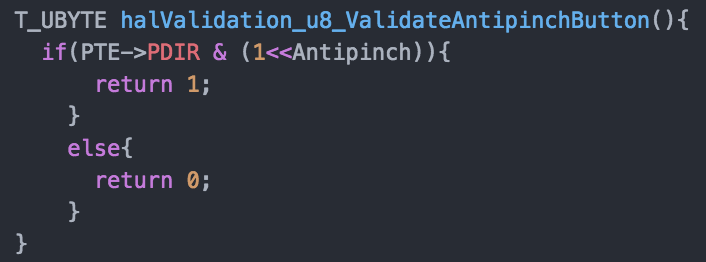 T_UBYTE halValidation_u8_ValidateAntipinchButton(){
  if(PTE->PDIR & (1<<Antipinch)){
      return 1;
    }
    else{
      return 0;
    }
}